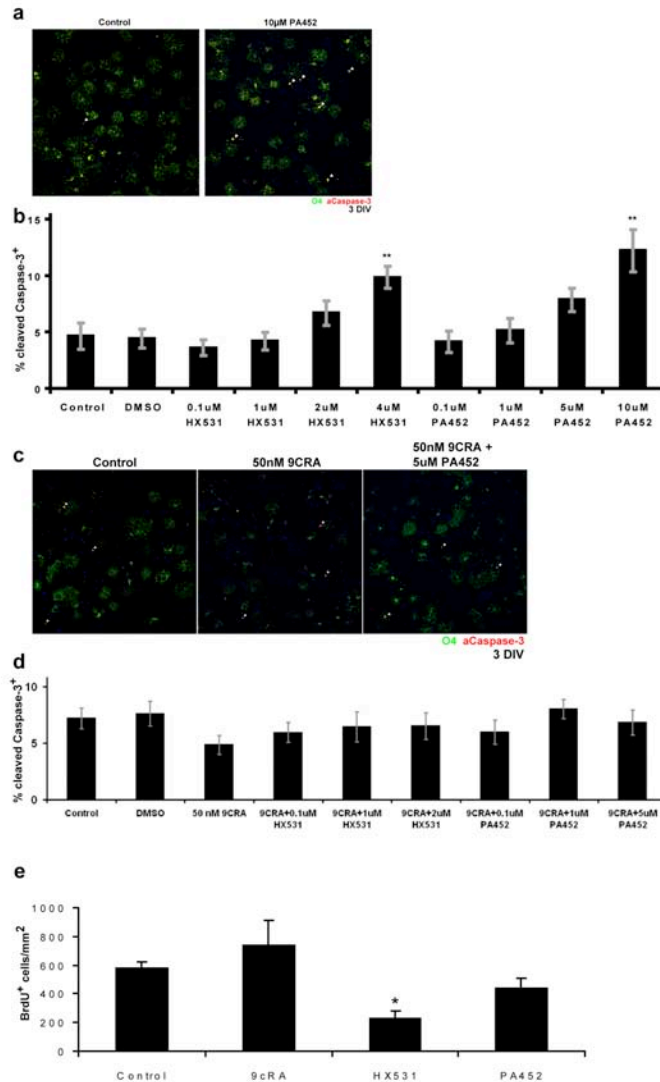 a
Control
10μM PA452
O4 aCaspase-3
3 DIV
b
% cleaved Caspase-3+
15
10
5
0
Control
DMSO
0.1uM HX531
1uM HX531
2uM HX531
4uM HX531
0.1uM PA452
1uM PA452
5uM PA452
10uM PA452
**
**
c
Control
50nM 9CRA
50nM 9CRA +
5uM PA452
O4 aCaspase-3
3 DIV
d
% cleaved Caspase-3+
10
5
0
Control
DMSO
50 nM 9CRA
9CRA+0.1uM HX531
9CRA+1uM HX531
9CRA+2uM HX531
9CRA+0.1uM PA452
9CRA+1uM PA452
9CRA+5uM PA452
e
BrdU+ cells/mm2
1000
800
600
400
200
0
*
Control
9cRA
HX531
PA452